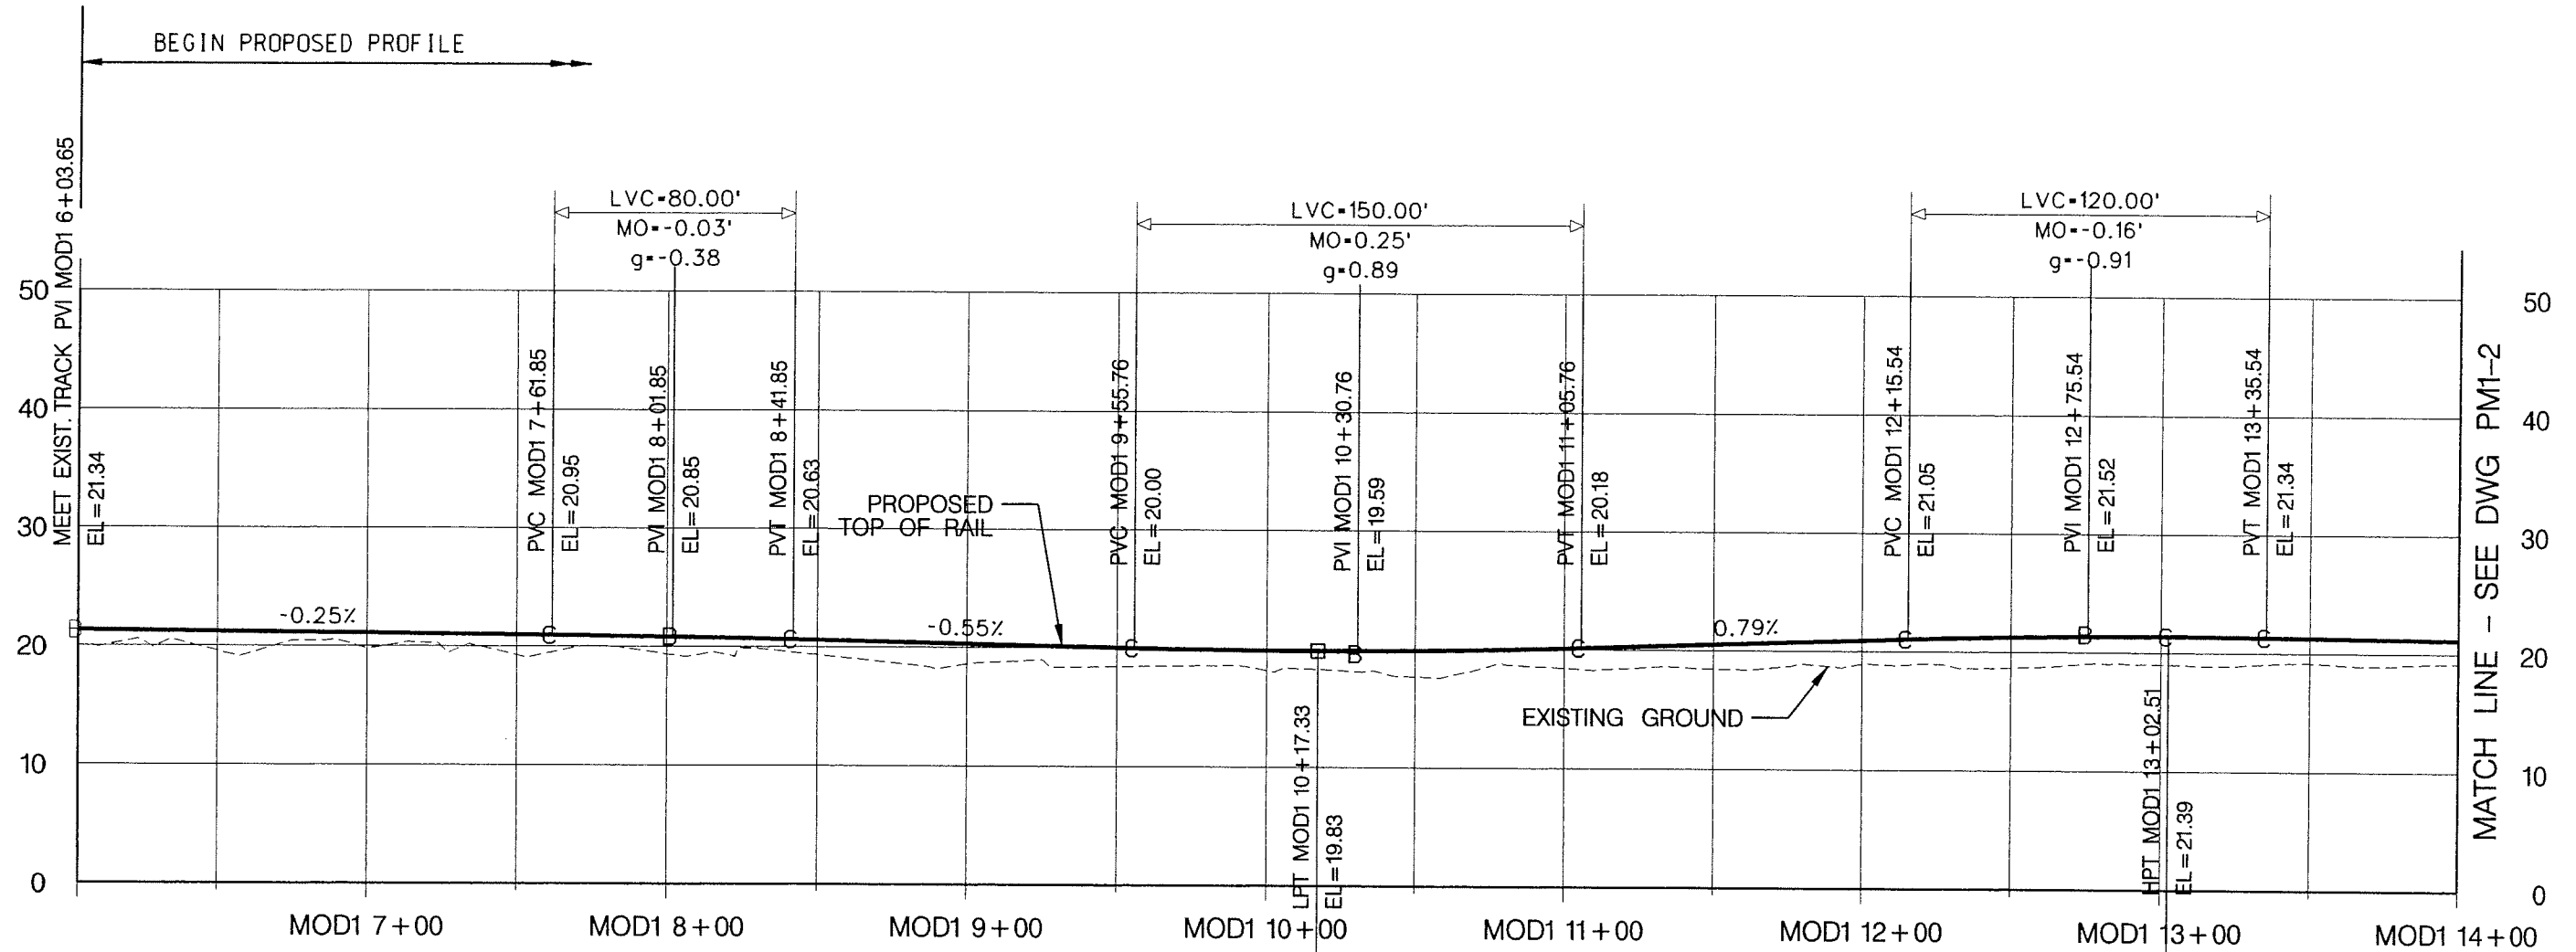 BEGIN PROPOSED PROFILE
MEET EXIST. TRACK PVI MOD1 6+03.65
EL=21.34
LVC=80.00'
MO=-0.03'
g=-0.38
LVC=150.00'
MO=0.25'
g=0.89
LVC=120.00'
MO=-0.16'
g=-0.91
50
40
30
20
10
0
PVC MOD1 7+61.85
EL=20.95
PVI MOD1 8+01.85
EL=20.85
PVT MOD1 8+41.85
EL=20.63
PROPOSED
TOP OF RAIL
PVC MOD1 9+55.76
EL=20.00
PVI MOD1 10+30.76
EL=19.59
PVT MOD1 11+05.76
EL=20.18
PVC MOD1 12+15.54
EL=21.05
PVI MOD1 12+75.54
EL=21.52
PVT MOD1 13+35.54
EL=21.34
-0.25%
-0.55%
0.79%
EXISTING GROUND
LPT MOD1 10+17.33
EL=19.83
HPT MOD1 13+02.51
EL=21.39
50
40
30
20
10
0
MATCH LINE - SEE DWG PM1-2
MOD1 7+00
MOD1 8+00
MOD1 9+00
MOD1 10+00
MOD1 11+00
MOD1 12+00
MOD1 13+00
MOD1 14+00